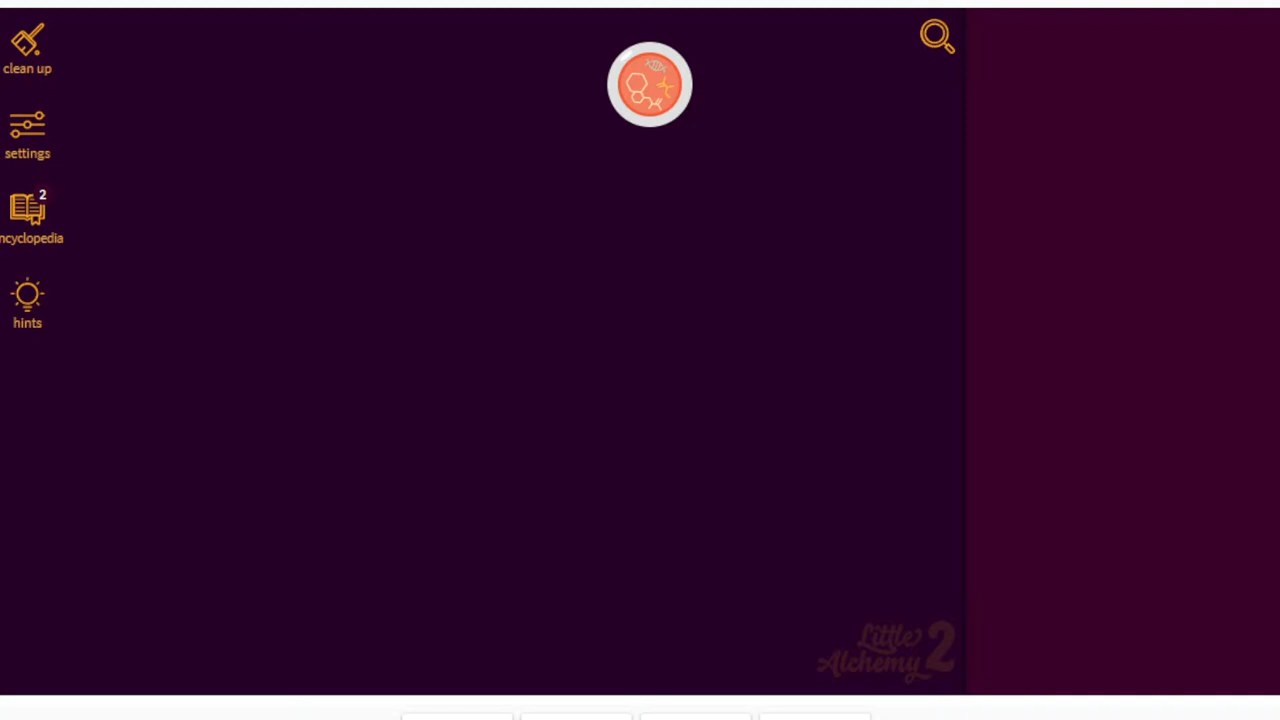 clean up
settings
2
ncyclopedia
hints
Little
Alchemy 2